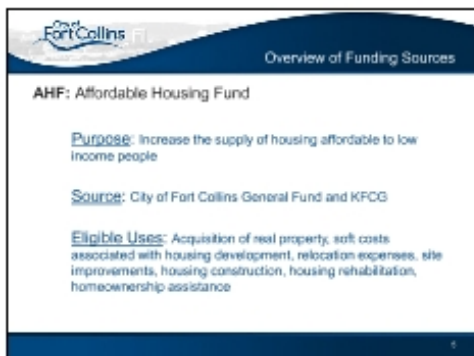 City of
Fort Collins
Overview of Funding Sources
AHF: Affordable Housing Fund
Purpose: Increase the supply of housing affordable to low
income people
Source: City of Fort Collins General Fund and KFCG
Eligible Uses: Acquisition of real property, soft costs
associated with housing development, relocation expenses, site
improvements, housing construction, housing rehabilitation,
homeownership assistance
6